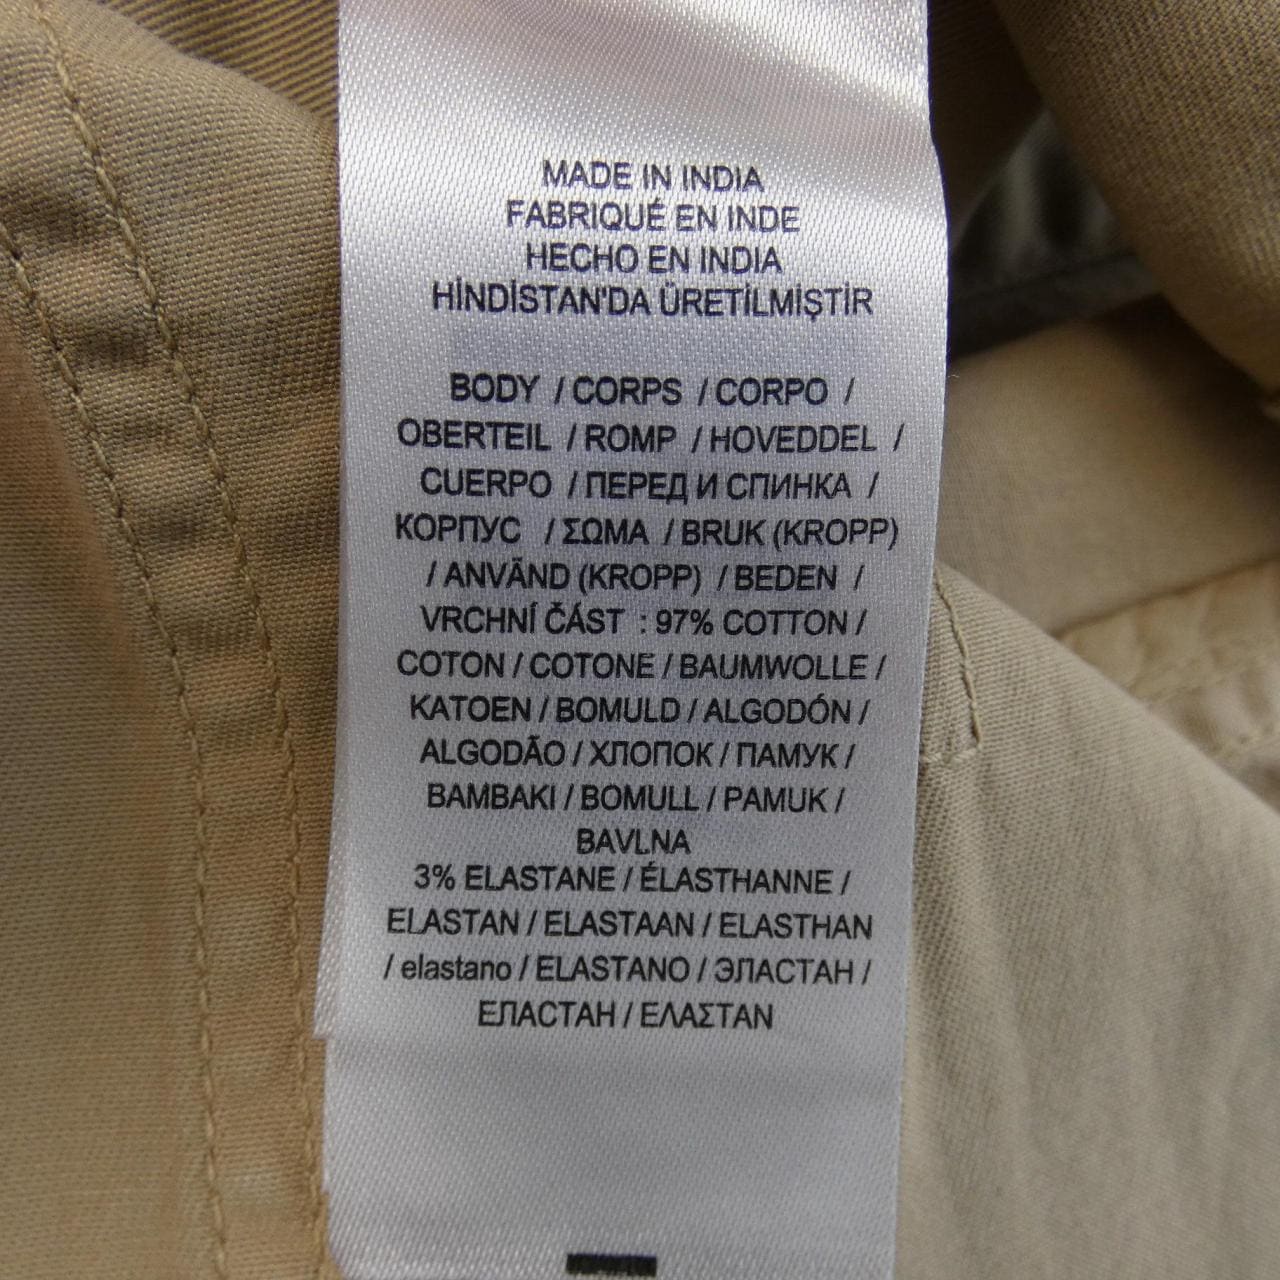 MADE IN INDIA
FABRIQUÉ EN INDE
HECHO EN INDIA
HİNDİSTAN'DA ÜRETİLMİŞTİR
BODY / CORPS / CORPO /
OBERTEIL / ROMP / HOVEDDEL /
CUERPO / ПЕРЕД И СПИНКА /
КОРПУС / ΣΩΜΑ / BRUK (KROPP)
/ ANVÄND (KROPP) / BEDEN /
VRCHNÍ ČÁST : 97% COTTON /
COTON / COTONE / BAUMWOLLE /
KATOEN / BOMULD / ALGODÓN /
ALGODÃO / ХЛОПОК / ПАМУК /
BAMBAKI / BOMULL / PAMUK /
BAVLNA
3% ELASTANE / ÉLASTHANNE /
ELASTAN / ELASTAAN / ELASTHAN
/ elastano / ELASTANO / ЭЛАСТАН /
ЕЛАСТАН / ΕΛΑΣΤΑΝ